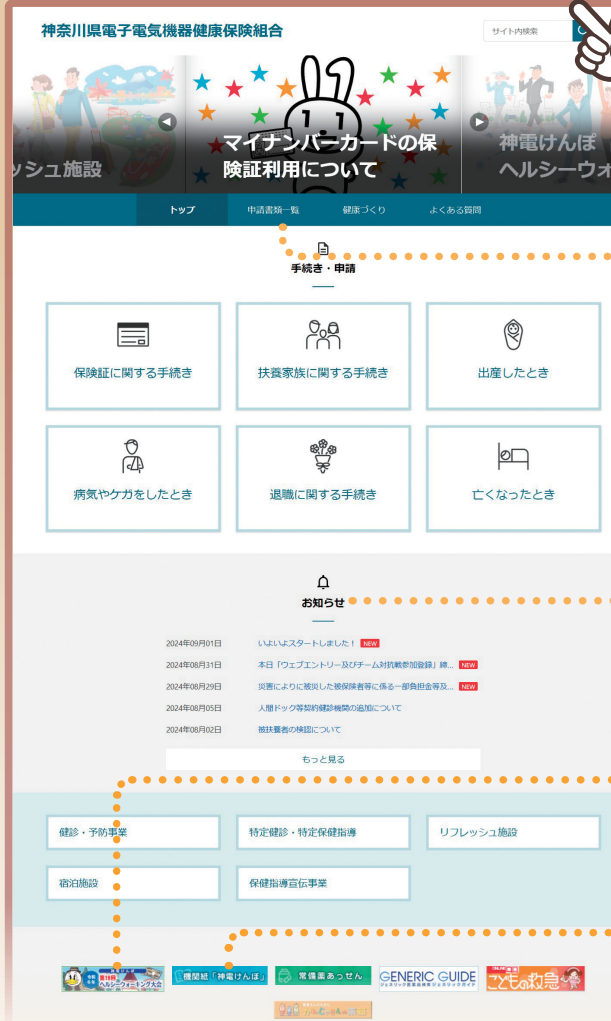 神奈川県電子電気機器健康保険組合
サイト内検索
ッシュ施設
マイナンバーカードの保
険証利用について
神電けんぽ
ヘルシーウォ
トップ
申請書類一覧
健康づくり
よくある質問
手続き・申請
保険証に関する手続き
扶養家族に関する手続き
出産したとき
病気やケガをしたとき
退職に関する手続き
亡くなったとき
お知らせ
2024年09月01日 いよいよスタートしました! NEW
2024年08月31日 本日「ウェブエントリー及びチーム対抗戦参加登録」締... NEW
2024年08月29日 災害によりに被災した被保険者等に係る一部負担金等及... NEW
2024年08月05日 人間ドック等契約健診機関の追加について
2024年08月02日 被扶養者の検認について
もっと見る
健診・予防事業
特定健診・特定保健指導
リフレッシュ施設
宿泊施設
保健指導宣伝事業
ヘルシーウォーキング大会
機関紙「神電けんぽ」
常備薬あっせん
GENERIC GUIDE
こどもの救急